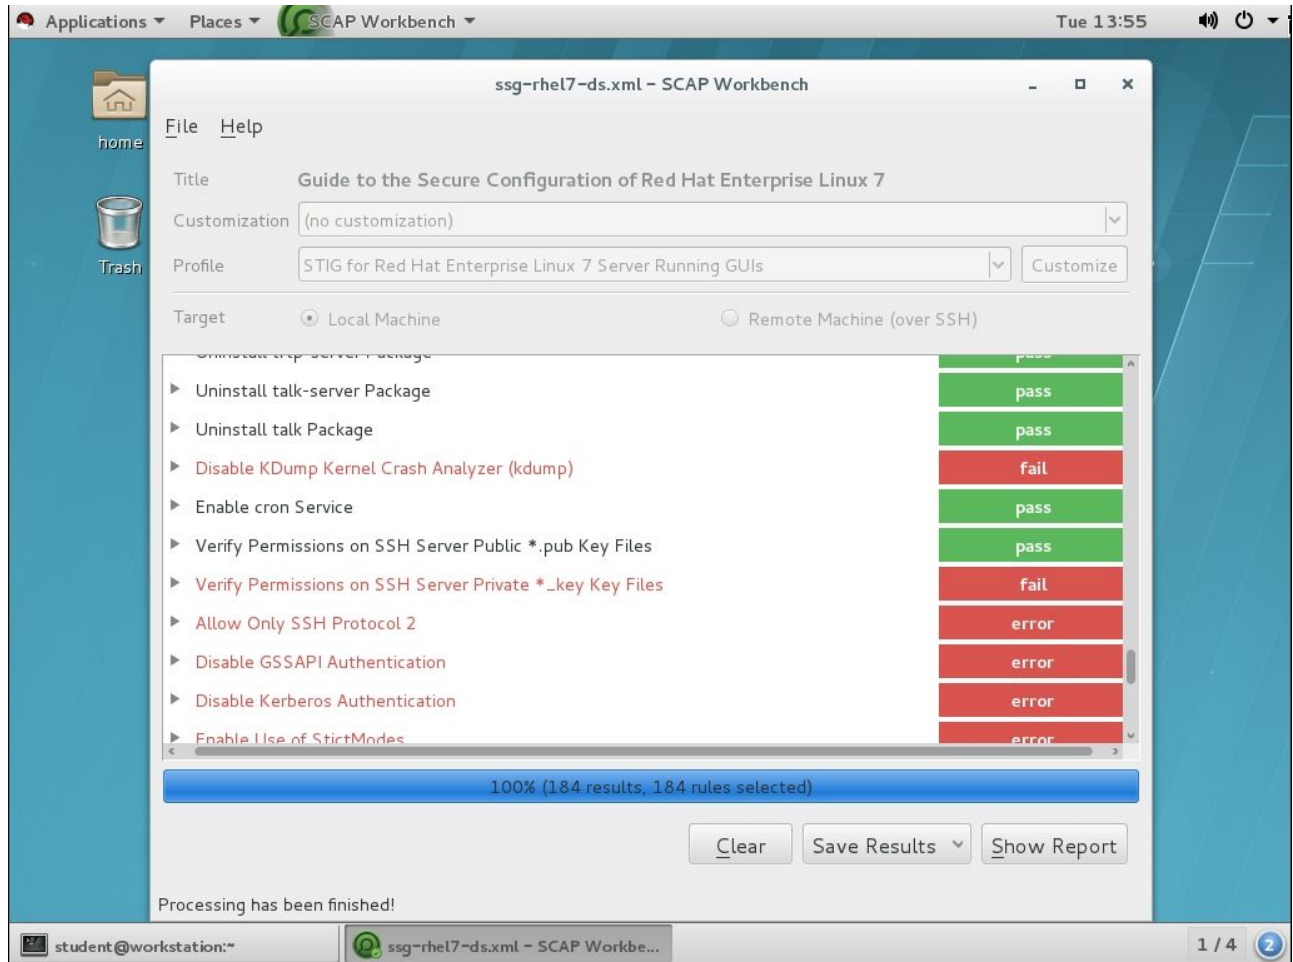 Applications Places SCAP Workbench Tue 13:55
ssg-rhel7-ds.xml – SCAP Workbench
home
File Help
Title Guide to the Secure Configuration of Red Hat Enterprise Linux 7
Customization (no customization)
Trash
Profile STIG for Red Hat Enterprise Linux 7 Server Running GUIs Customize
Target Local Machine Remote Machine (over SSH)
Uninstall tftp-server Package pass
Uninstall talk-server Package pass
Uninstall talk Package pass
Disable KDump Kernel Crash Analyzer (kdump) fail
Enable cron Service pass
Verify Permissions on SSH Server Public *.pub Key Files pass
Verify Permissions on SSH Server Private *_key Key Files fail
Allow Only SSH Protocol 2 error
Disable GSSAPI Authentication error
Disable Kerberos Authentication error
Enable Use of StictModes error
100% (184 results, 184 rules selected)
Clear Save Results Show Report
Processing has been finished!
student@workstation:~ ssg-rhel7-ds.xml – SCAP Workbe... 1 / 4 2